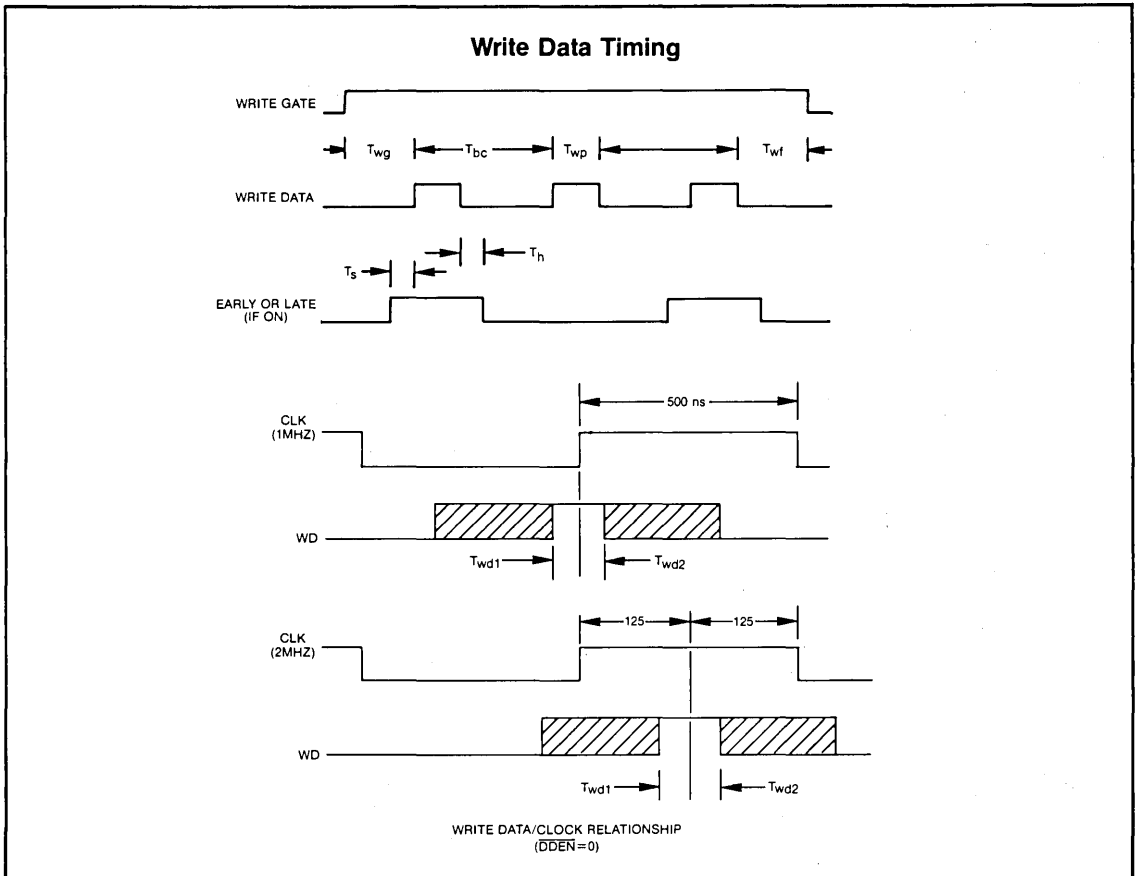 Write Data Timing
WRITE GATE
Twg Tbc Twp Twf
WRITE DATA
Th
Ts
EARLY OR LATE
(IF ON)
500 ns
CLK
(1MHZ)
WD
Twd1 Twd2
125 125
CLK
(2MHZ)
WD
Twd1 Twd2
WRITE DATA/CLOCK RELATIONSHIP
(D̅D̅E̅N̅=0)